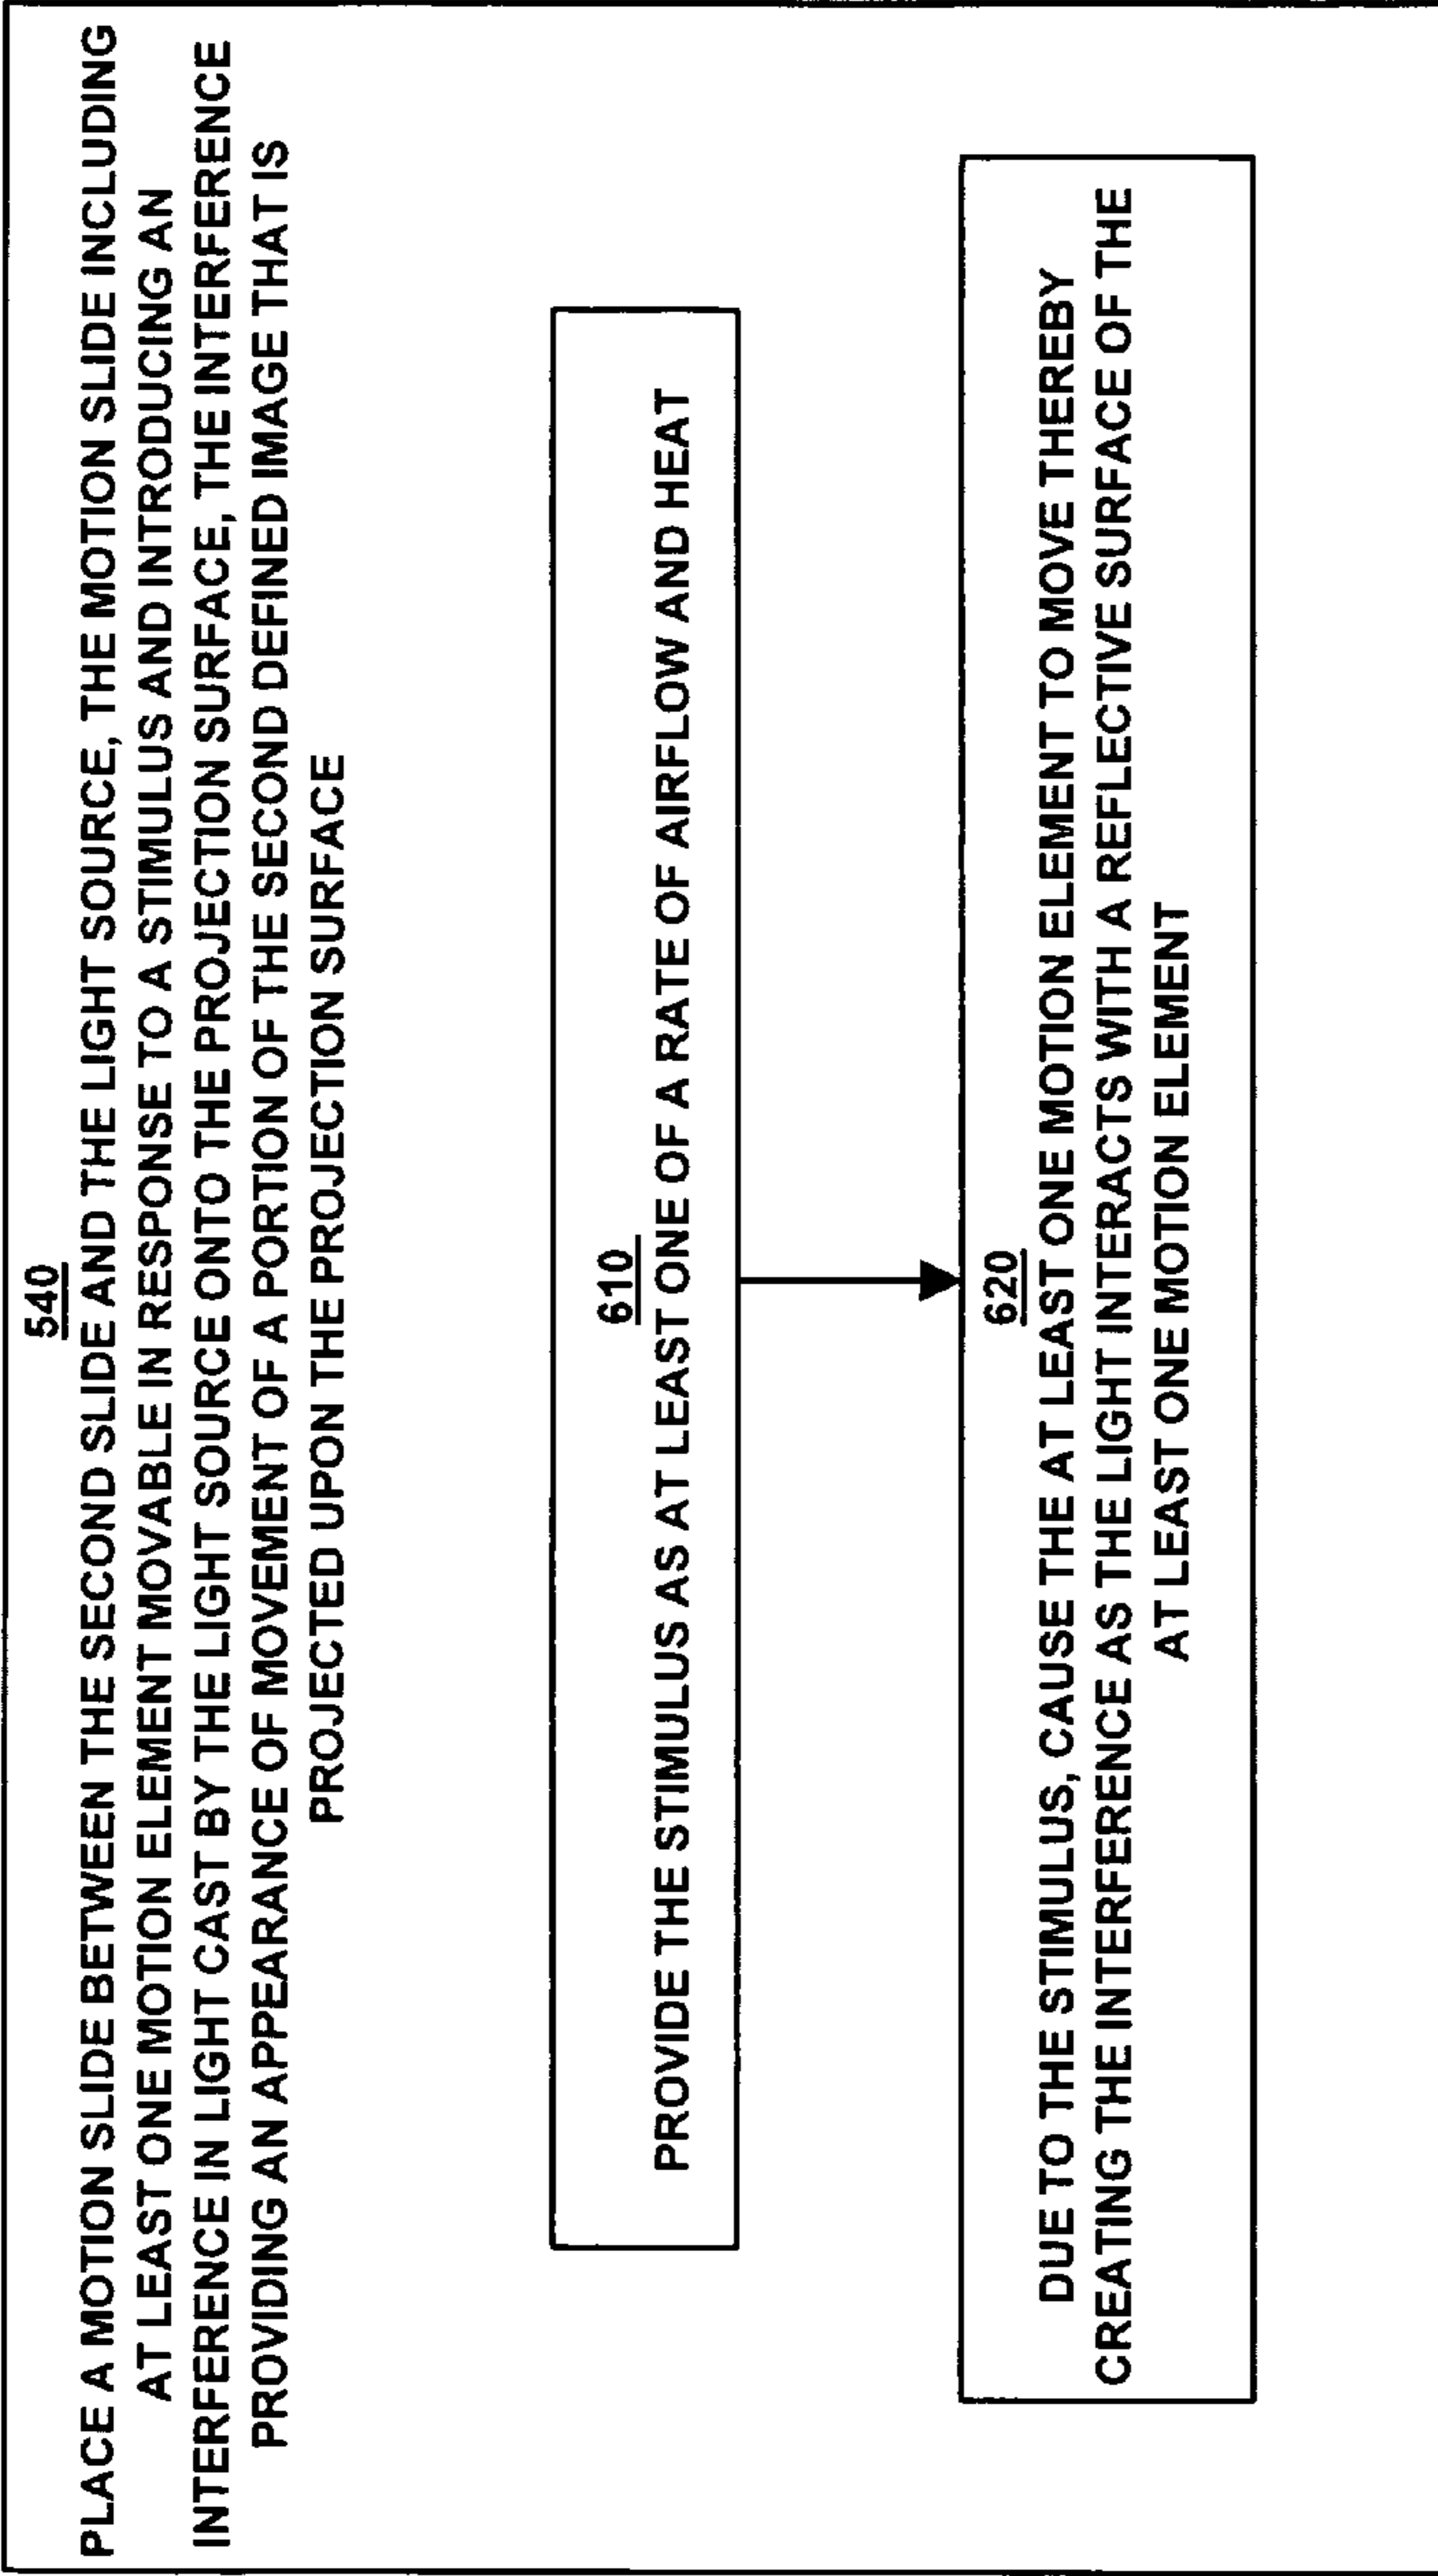 540
PLACE A MOTION SLIDE BETWEEN THE SECOND SLIDE AND THE LIGHT SOURCE, THE MOTION SLIDE INCLUDING
AT LEAST ONE MOTION ELEMENT MOVABLE IN RESPONSE TO A STIMULUS AND INTRODUCING AN
INTERFERENCE IN LIGHT CAST BY THE LIGHT SOURCE ONTO THE PROJECTION SURFACE, THE INTERFERENCE
PROVIDING AN APPEARANCE OF MOVEMENT OF A PORTION OF THE SECOND DEFINED IMAGE THAT IS
PROJECTED UPON THE PROJECTION SURFACE
610
PROVIDE THE STIMULUS AS AT LEAST ONE OF A RATE OF AIRFLOW AND HEAT
620
DUE TO THE STIMULUS, CAUSE THE AT LEAST ONE MOTION ELEMENT TO MOVE THEREBY
CREATING THE INTERFERENCE AS THE LIGHT INTERACTS WITH A REFLECTIVE SURFACE OF THE
AT LEAST ONE MOTION ELEMENT